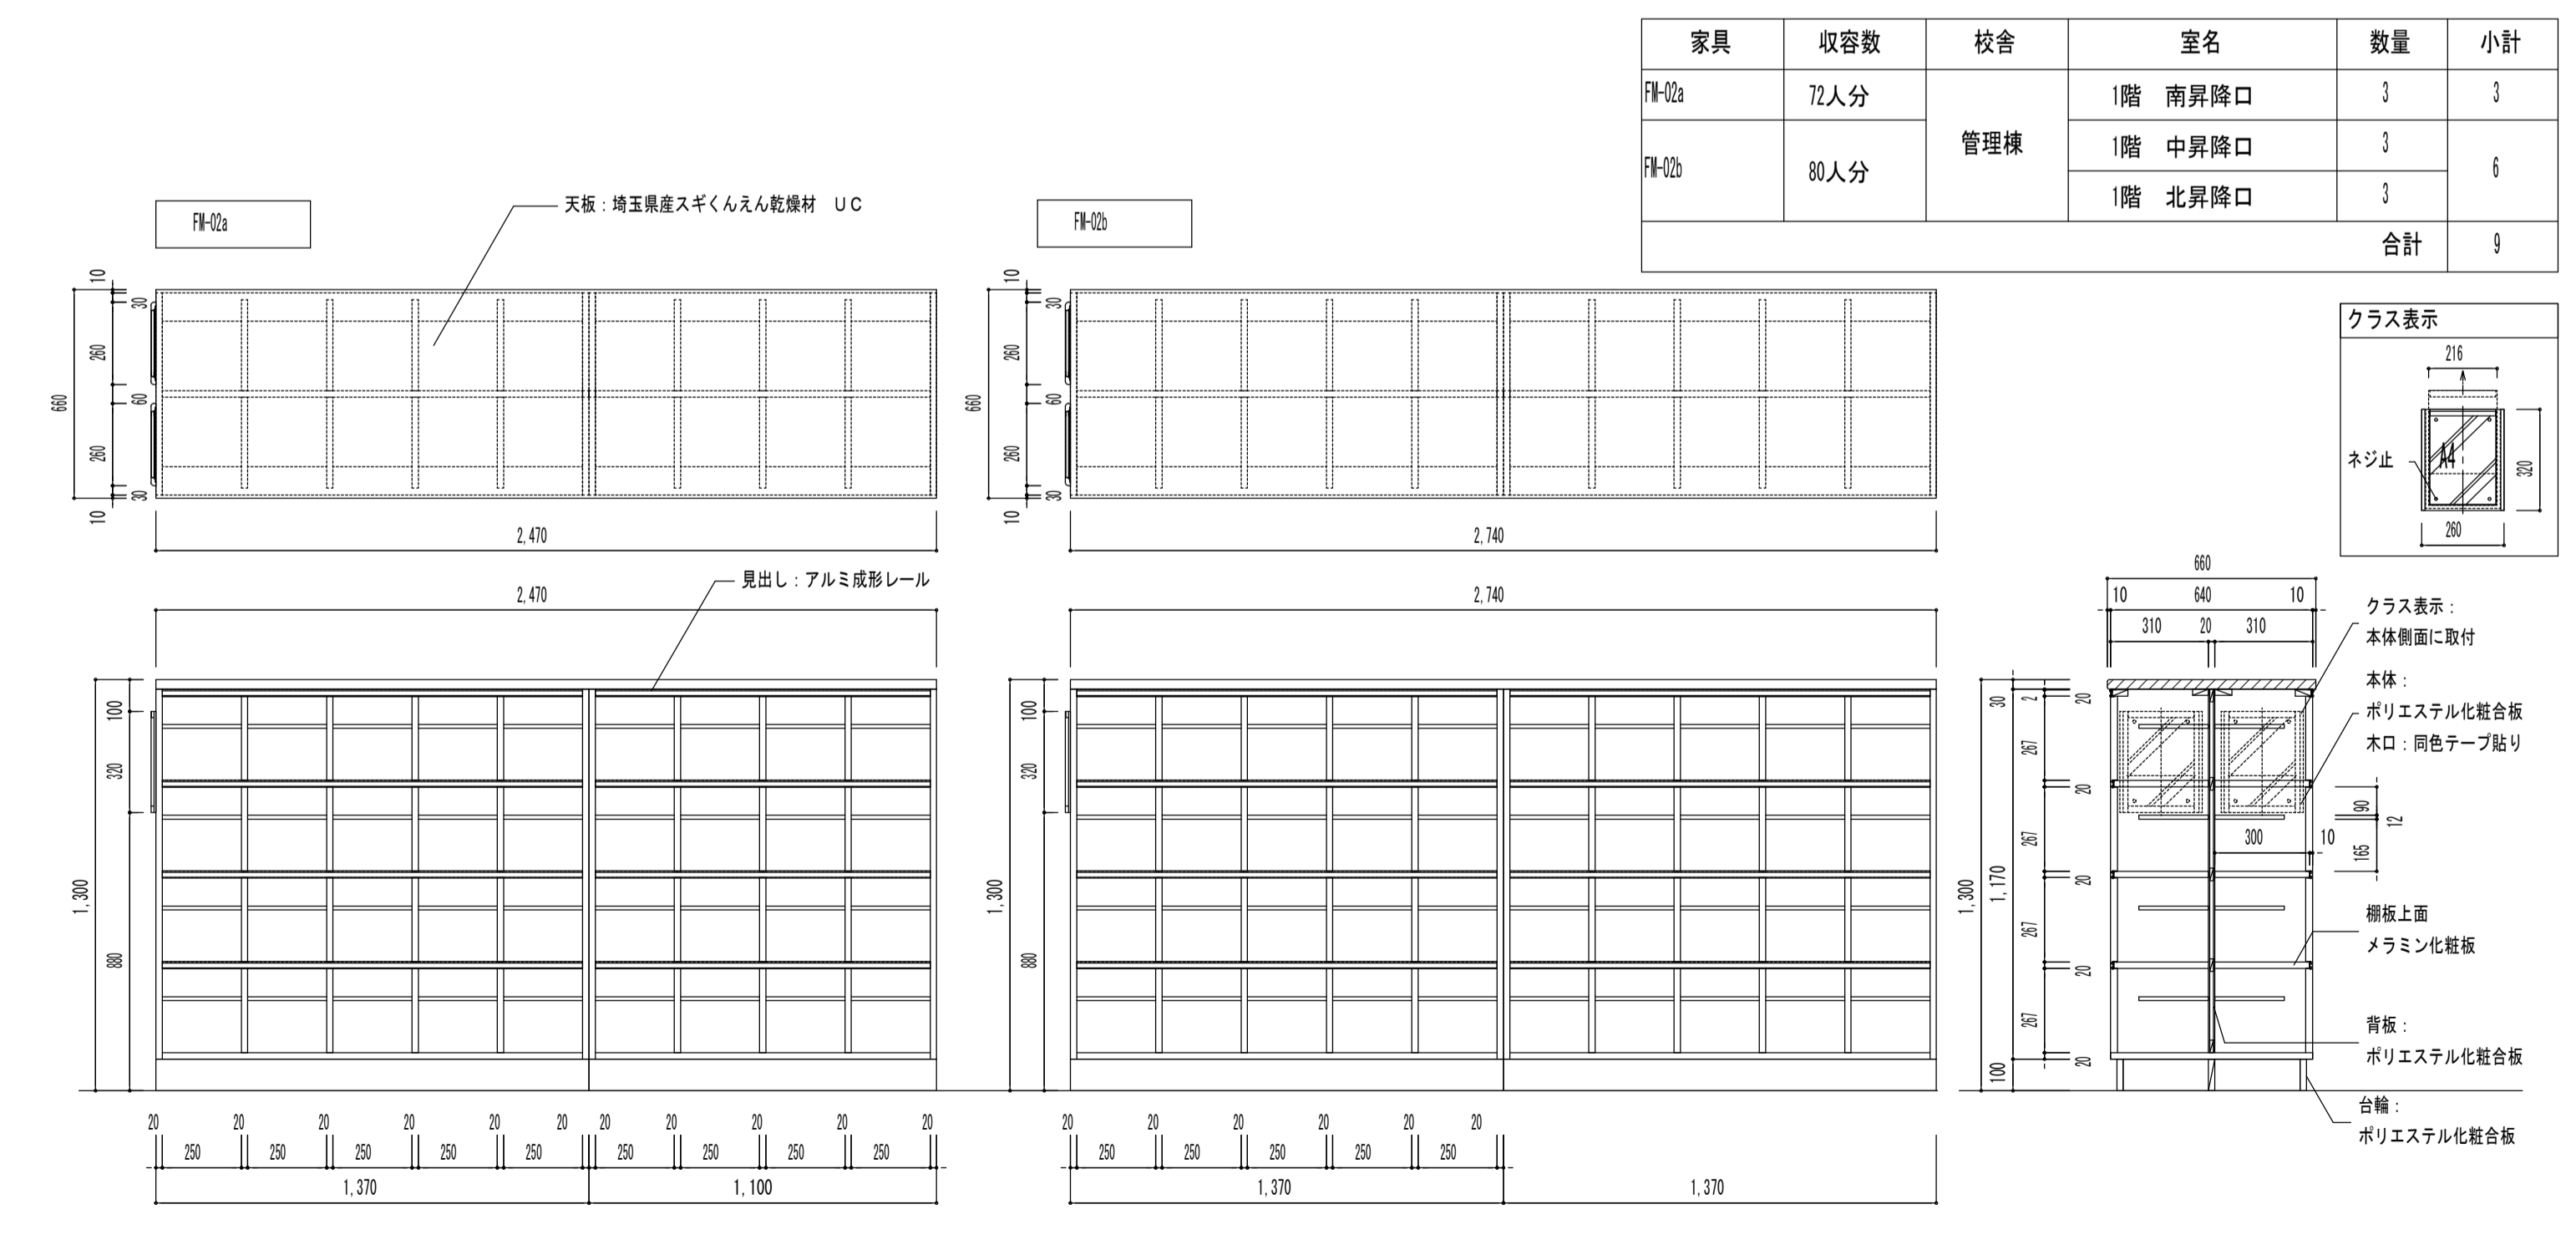 家具 収容数 校舎 室名 数量 小計
FM-02a 72人分 管理棟 1階 南昇降口 3 3
FM-02b 80人分 1階 中昇降口 3 6
1階 北昇降口 3
合計 9
FM-02a
天板：埼玉県産スギくんえん乾燥材 ＵＣ
10
30
260
60
660
260
30
10
2,470
FM-02b
10
30
260
60
660
260
30
10
2,740
クラス表示
216
ネジ止
A4
320
260
見出し：アルミ成形レール
2,470
100
320
1,300
880
20 20 20 20 20 20 20 20 20 20 20
250 250 250 250 250 250 250 250 250
1,370 1,100
2,740
100
320
1,300
880
20 20 20 20 20 20
250 250 250 250 250
1,370 1,370
660
10 640 10
310 20 310
30 2 20
267
20
267
20
1,300 1,170
267
20
267
20
100
90
12
300 10
165
クラス表示：
本体側面に取付
本体：
ポリエステル化粧合板
木口：同色テープ貼り
棚板上面
メラミン化粧板
背板：
ポリエステル化粧合板
台輪：
ポリエステル化粧合板